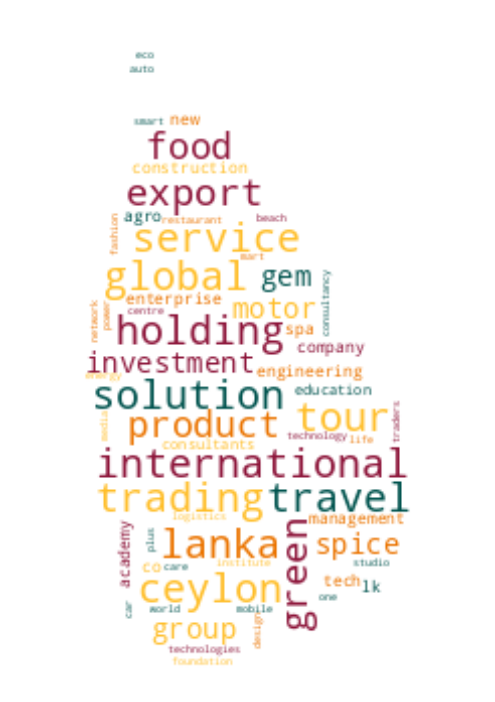 eco
auto
smart new
food
construction
export
agro restaurant beach
fashion
service
mart
global gem
consultancy
enterprise
motor
centre
network
power
holding spa
company
investment engineering
energy
solution education
product tour
traders
media
technology life
consultants
international
trading travel
logistics
management
academy
plus
lanka green spice
institute
co care studio
tech lk
ceylon one
car
world mobile
group design
technologies
foundation